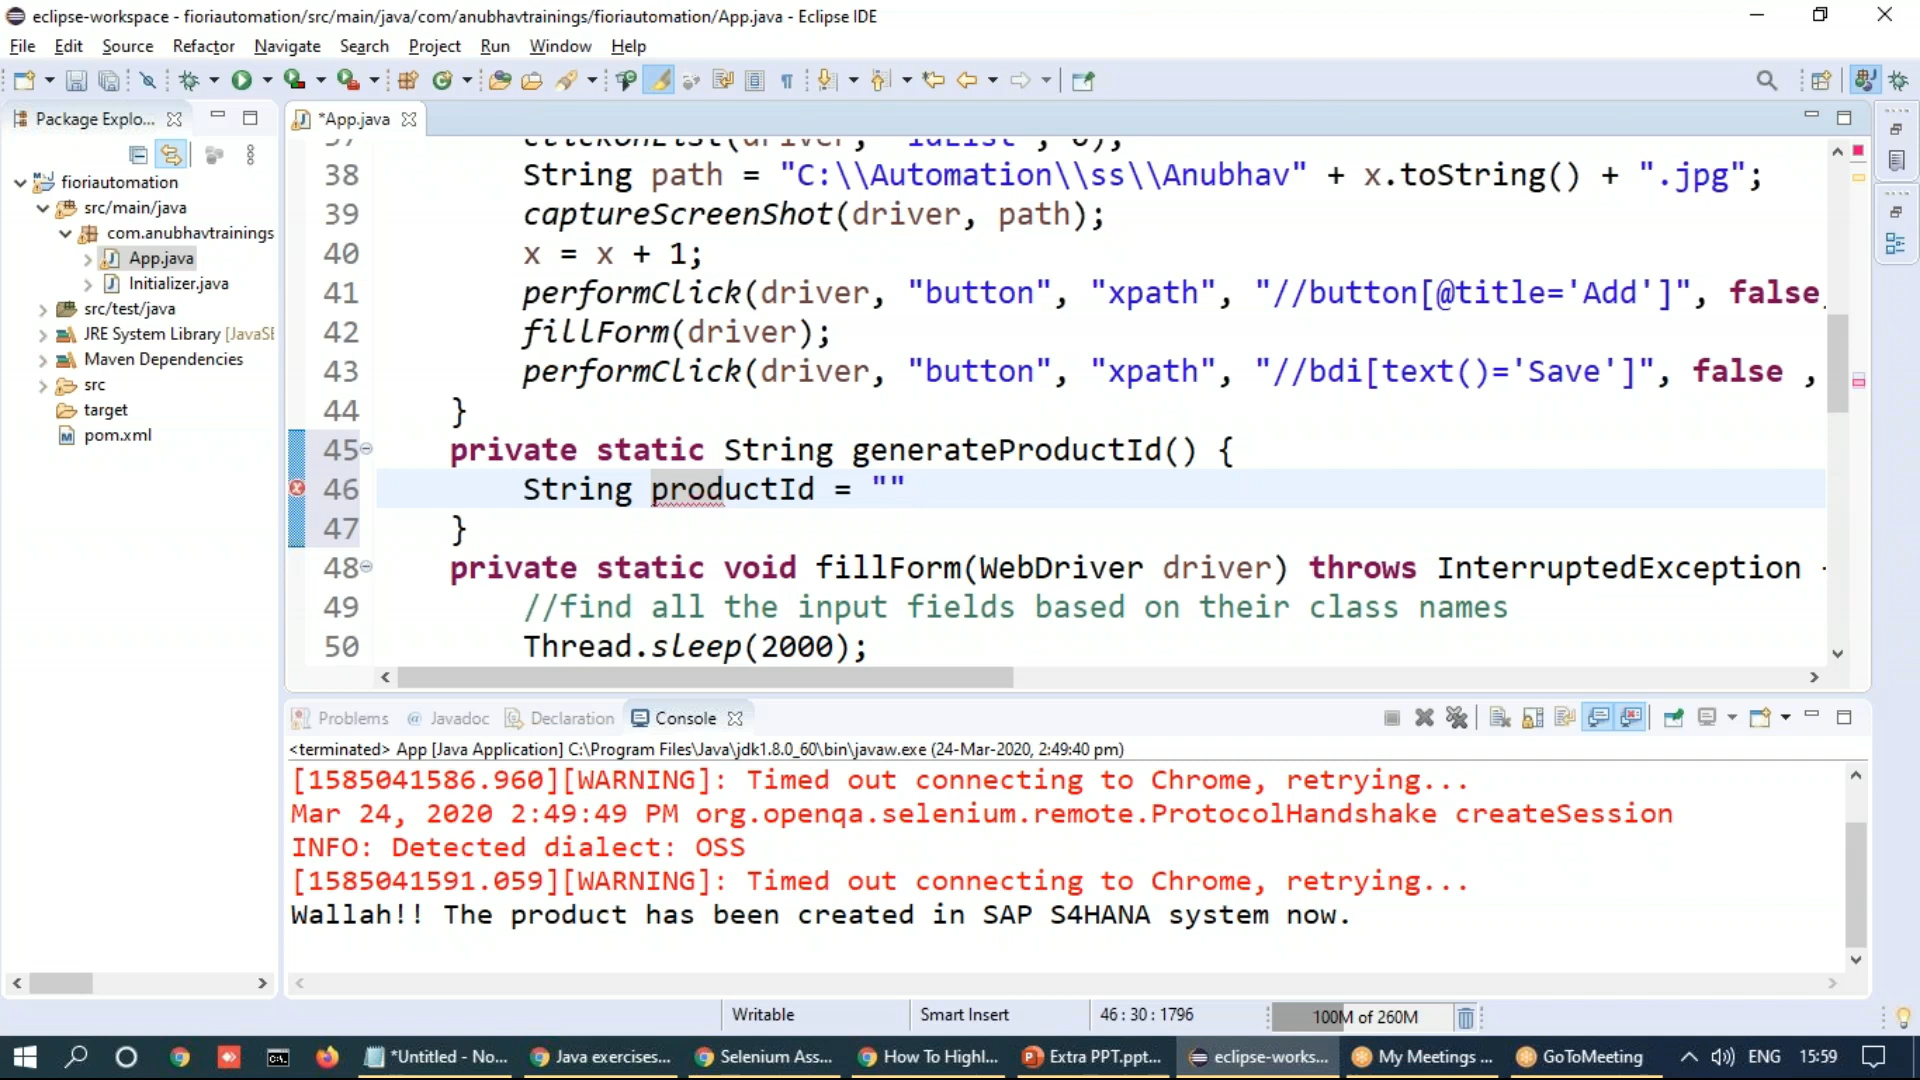 eclipse-workspace - fioriautomation/src/main/java/com/anubhavtrainings/fioriautomation/App.java - Eclipse IDE
File Edit Source Refactor Navigate Search Project Run Window Help
Package Explo...
fioriautomation
src/main/java
com.anubhavtrainings
App.java
Initializer.java
src/test/java
JRE System Library [JavaSE
Maven Dependencies
src
target
pom.xml
*App.java
37 clickOnList(driver, "idList", 0);
38 String path = "C:\\Automation\\ss\\Anubhav" + x.toString() + ".jpg";
39 captureScreenShot(driver, path);
40 x = x + 1;
41 performClick(driver, "button", "xpath", "//button[@title='Add']", false
42 fillForm(driver);
43 performClick(driver, "button", "xpath", "//bdi[text()='Save']", false ,
44 }
45 private static String generateProductId() {
46 String productId = ""
47 }
48 private static void fillForm(WebDriver driver) throws InterruptedException
49 //find all the input fields based on their class names
50 Thread.sleep(2000);
Problems @ Javadoc Declaration Console
<terminated> App [Java Application] C:\Program Files\Java\jdk1.8.0_60\bin\javaw.exe (24-Mar-2020, 2:49:40 pm)
[1585041586.960][WARNING]: Timed out connecting to Chrome, retrying...
Mar 24, 2020 2:49:49 PM org.openqa.selenium.remote.ProtocolHandshake createSession
INFO: Detected dialect: OSS
[1585041591.059][WARNING]: Timed out connecting to Chrome, retrying...
Wallah!! The product has been created in SAP S4HANA system now.
Writable Smart Insert 46 : 30 : 1796 100M of 260M
*Untitled - No... Java exercises... Selenium Ass... How To Highl... Extra PPT.ppt... eclipse-works... My Meetings ... GoToMeeting ENG 15:59